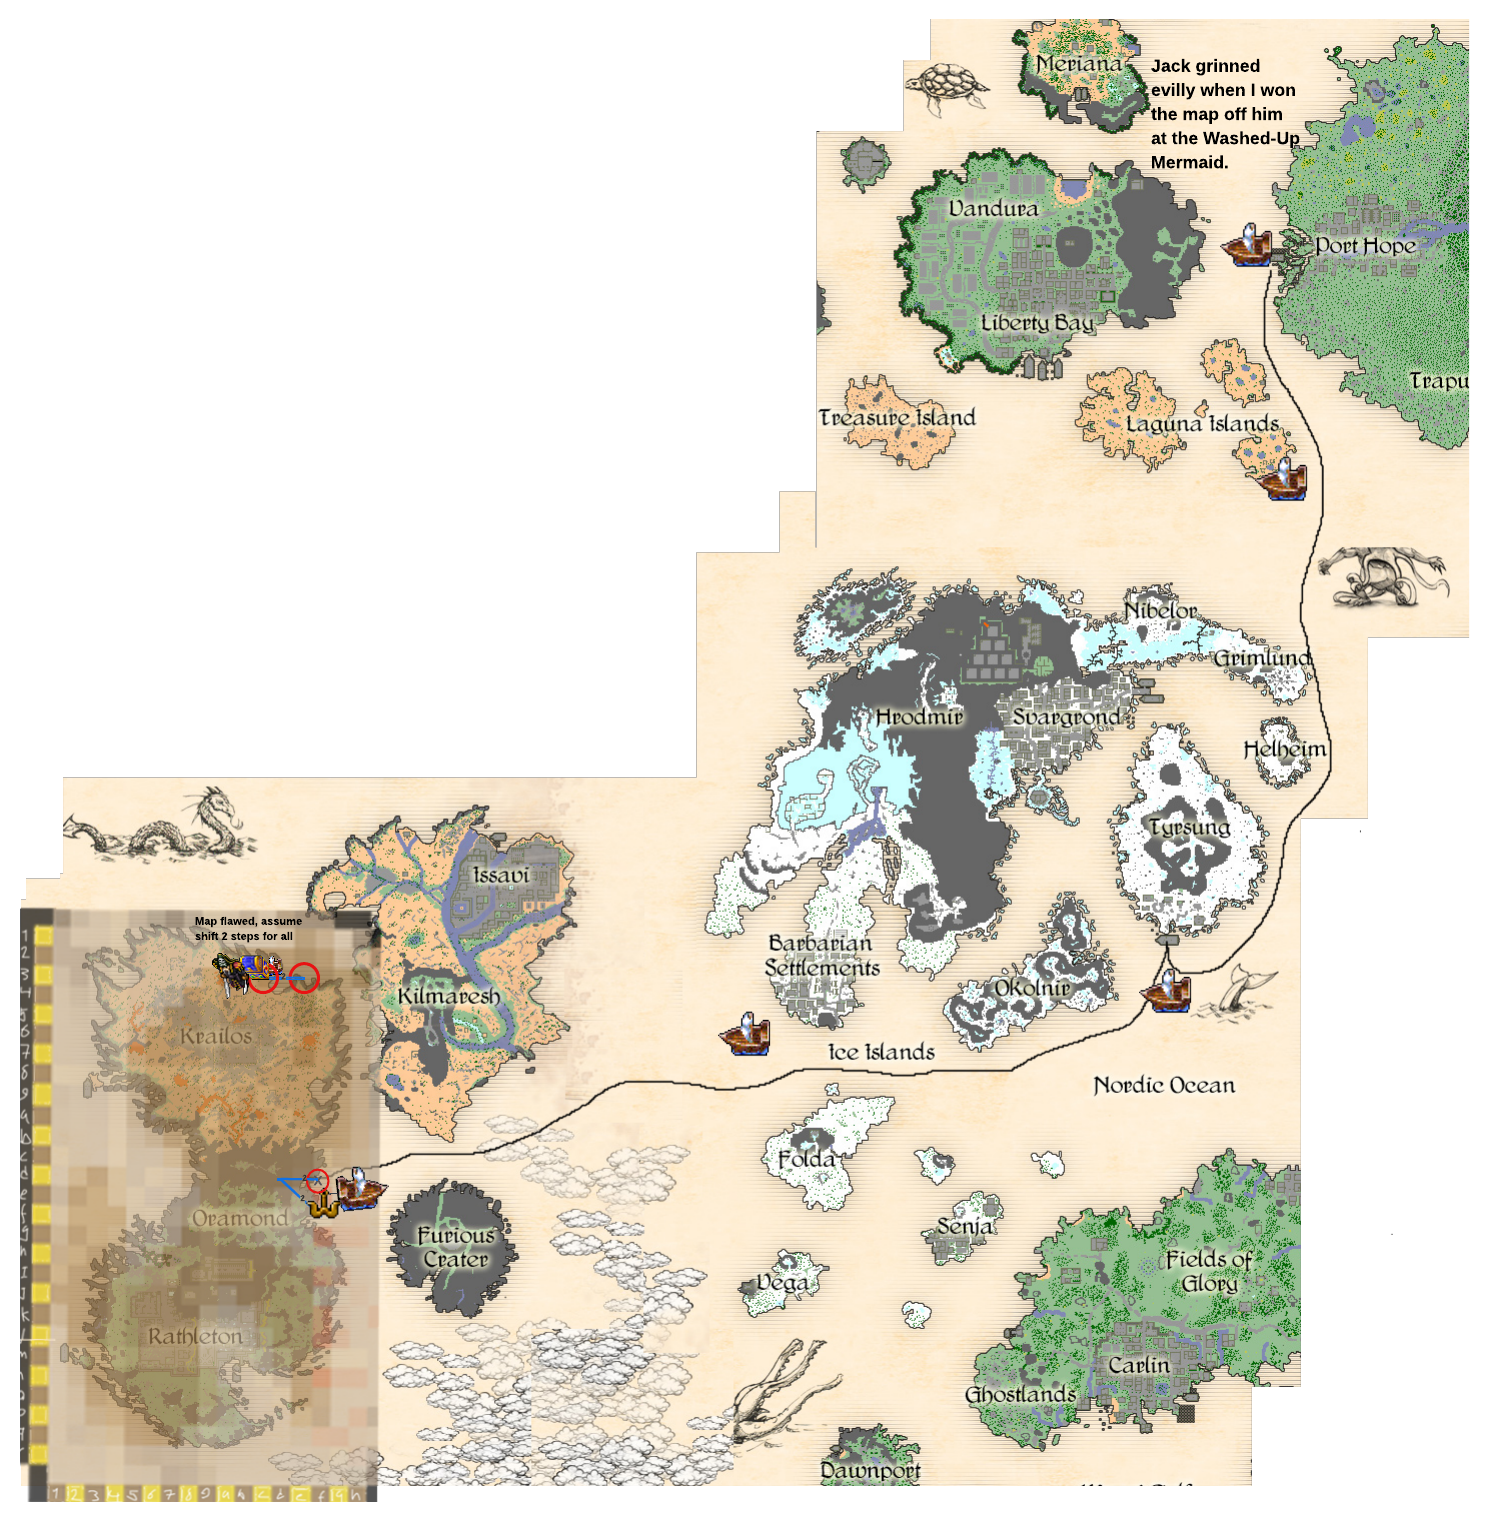 Meriana
Jack grinned
evilly when I won
the map off him
at the Washed-Up
Mermaid.
Vandura
Port Hope
Liberty Bay
Trapu
Treasure Island
Laguna Islands
Nibelor
Grimlund
Hrodmir
Svargrond
Helheim
Tyrsung
Issavi
Map flawed, assume
shift 2 steps for all
Barbarian
Settlements
Okolnir
Kilmaresh
Krailos
Ice Islands
Nordic Ocean
Folda
2
2
Oramond
Senja
Furious
Crater
Fields of
Glory
Vega
Rathleton
Carlin
Ghostlands
Dawnport